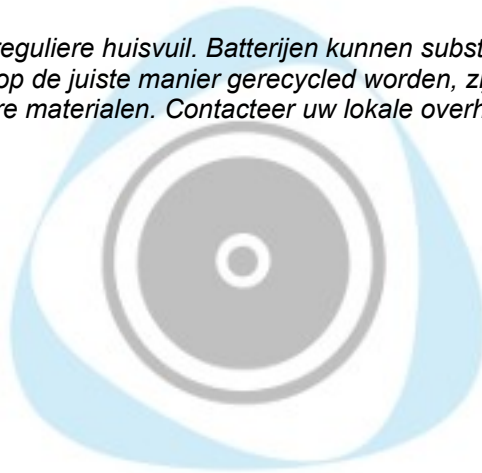 reguliere huisvuil. Batterijen kunnen subst
op de juiste manier gerecycled worden, zi
re materialen. Contacteer uw lokale overh